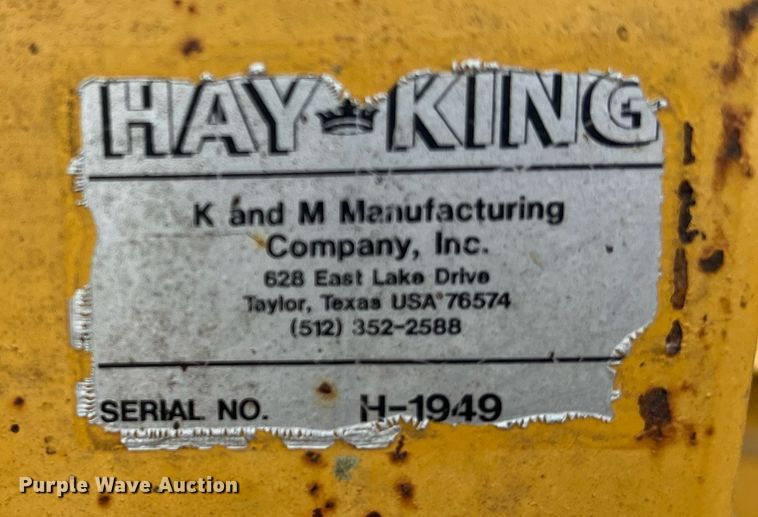 HAY KING
K and M Manufacturing
Company, Inc.
628 East Lake Drive
Taylor, Texas USA 76574
(512) 352-2588
SERIAL NO. H-1949
Purple Wave Auction